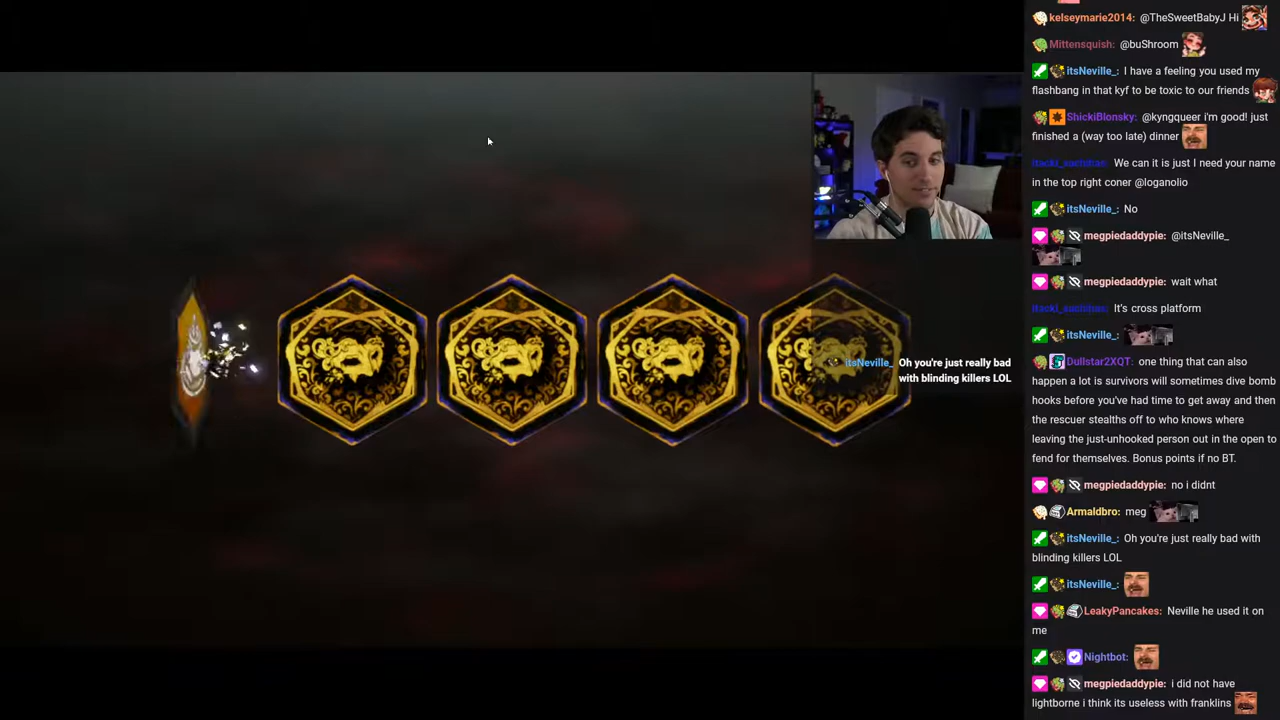 Oh you're just really bad
itsNeville_
with blinding killers LOL
kelseymarie2014: @TheSweetBabyJ Hi
Mittensquish: @buShroom
itsNeville_: I have a feeling you used my
flashbang in that kyf to be toxic to our friends
ShickiBlonsky: @kyngqueer i'm good! just
finished a (way too late) dinner
We can it is just I need your name
in the top right coner @loganolio
itsNeville_: No
megpiedaddypie: @itsNeville_
megpiedaddypie: wait what
It's cross platform
itsNeville_:
Dullstar2XQT: one thing that can also
happen a lot is survivors will sometimes dive bomb
hooks before you've had time to get away and then
the rescuer stealths off to who knows where
leaving the just-unhooked person out in the open to
fend for themselves. Bonus points if no BT.
megpiedaddypie: no i didnt
Armaldbro: meg
itsNeville_: Oh you're just really bad with
blinding killers LOL
itsNeville_:
LeakyPancakes: Neville he used it on
me
Nightbot:
megpiedaddypie: i did not have
lightborne i think its useless with franklins